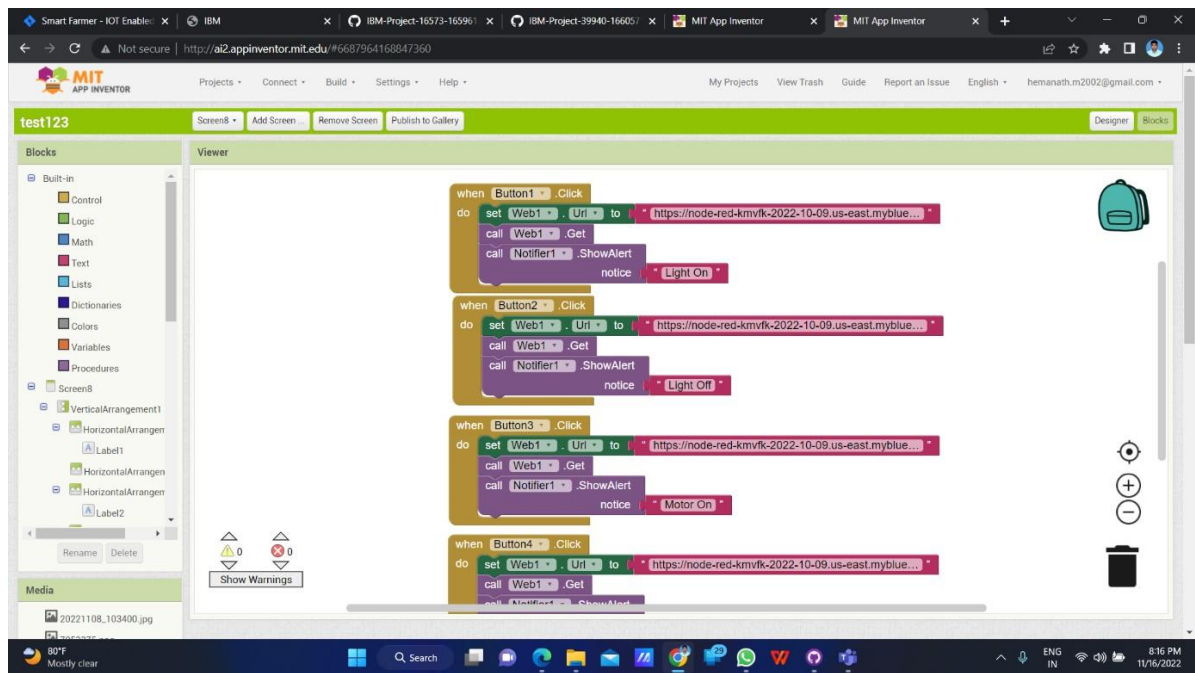 Smart Farmer - IOT Enabled
IBM
IBM-Project-16573-165961
IBM-Project-39940-166057
MIT App Inventor
MIT App Inventor
Not secure | http://ai2.appinventor.mit.edu/#6687964168847360
MIT
APP INVENTOR
Projects
Connect
Build
Settings
Help
My Projects
View Trash
Guide
Report an Issue
English
hemanath.m2002@gmail.com
test123
Screen8
Add Screen ...
Remove Screen
Publish to Gallery
Designer
Blocks
Blocks
Built-in
Control
Logic
Math
Text
Lists
Dictionaries
Colors
Variables
Procedures
Screen8
VerticalArrangement1
HorizontalArrangem
A Label1
HorizontalArrangem
HorizontalArrangem
A Label2
Rename
Delete
Media
20221108_103400.jpg
Viewer
when Button1 .Click
do set Web1 . Url to " https://node-red-kmvfk-2022-10-09.us-east.myblue... "
call Web1 .Get
call Notifier1 .ShowAlert
notice " Light On "
when Button2 .Click
do set Web1 . Url to " https://node-red-kmvfk-2022-10-09.us-east.myblue... "
call Web1 .Get
call Notifier1 .ShowAlert
notice " Light Off "
when Button3 .Click
do set Web1 . Url to " https://node-red-kmvfk-2022-10-09.us-east.myblue... "
call Web1 .Get
call Notifier1 .ShowAlert
notice " Motor On "
when Button4 .Click
do set Web1 . Url to " https://node-red-kmvfk-2022-10-09.us-east.myblue... "
call Web1 .Get
call Notifier1 .ShowAlert
0
0
Show Warnings
80°F
Mostly clear
Search
29
ENG
IN
8:16 PM
11/16/2022